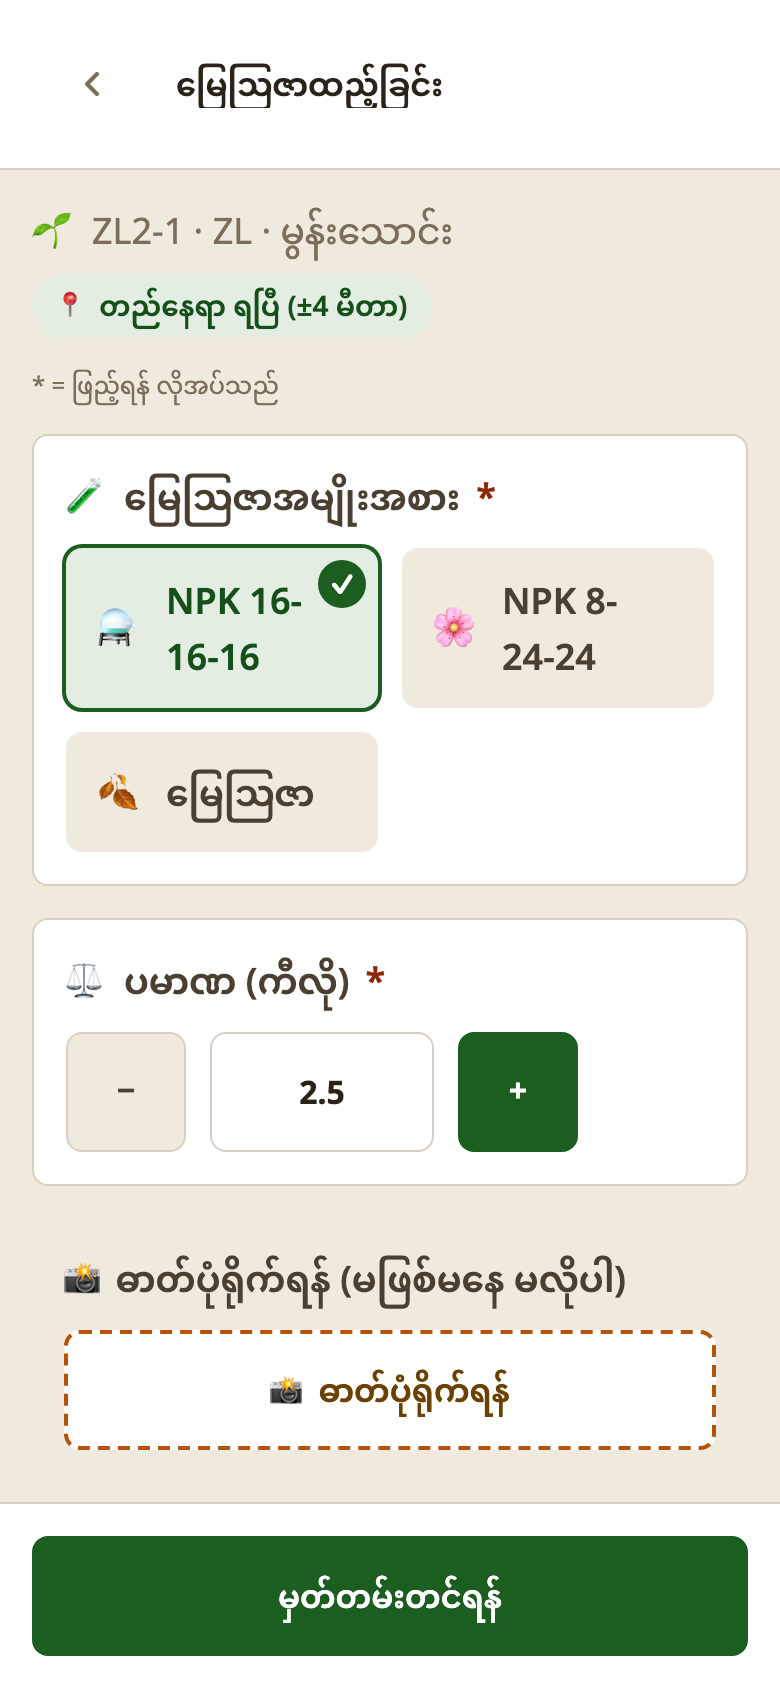 မြေသြဇာထည့်ခြင်း
ZL2-1 · ZL · မွန်းသောင်း
တည်နေရာ ရပြီ (±4 မီတာ)
* = ဖြည့်ရန် လိုအပ်သည်
မြေသြဇာအမျိုးအစား *
NPK 16-
16-16
NPK 8-
24-24
မြေသြဇာ
ပမာဏ (ကီလို) *
−
2.5
+
ဓာတ်ပုံရိုက်ရန် (မဖြစ်မနေ မလိုပါ)
ဓာတ်ပုံရိုက်ရန်
မှတ်တမ်းတင်ရန်